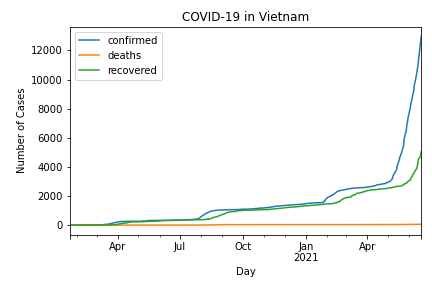 COVID-19 in Vietnam
confirmed
deaths
recovered
Number of Cases
12000
10000
8000
6000
4000
2000
0
Apr
Jul
Oct
Jan
2021
Apr
Day